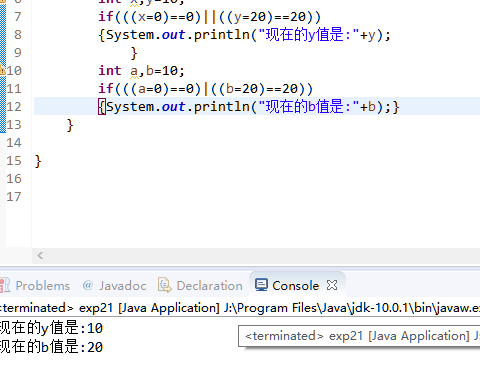 int x,y=10;
7 if(((x=0)==0)||((y=20)==20))
8 {System.out.println("现在的y值是:"+y);
9 }
10 int a,b=10;
11 if(((a=0)==0)|((b=20)==20))
12 {System.out.println("现在的b值是:"+b);}
13 }
14
15 }
16
17
Problems @ Javadoc Declaration Console
<terminated> exp21 [Java Application] J:\Program Files\Java\jdk-10.0.1\bin\javaw.e
现在的y值是:10
现在的b值是:20
<terminated> exp21 [Java Application] J: